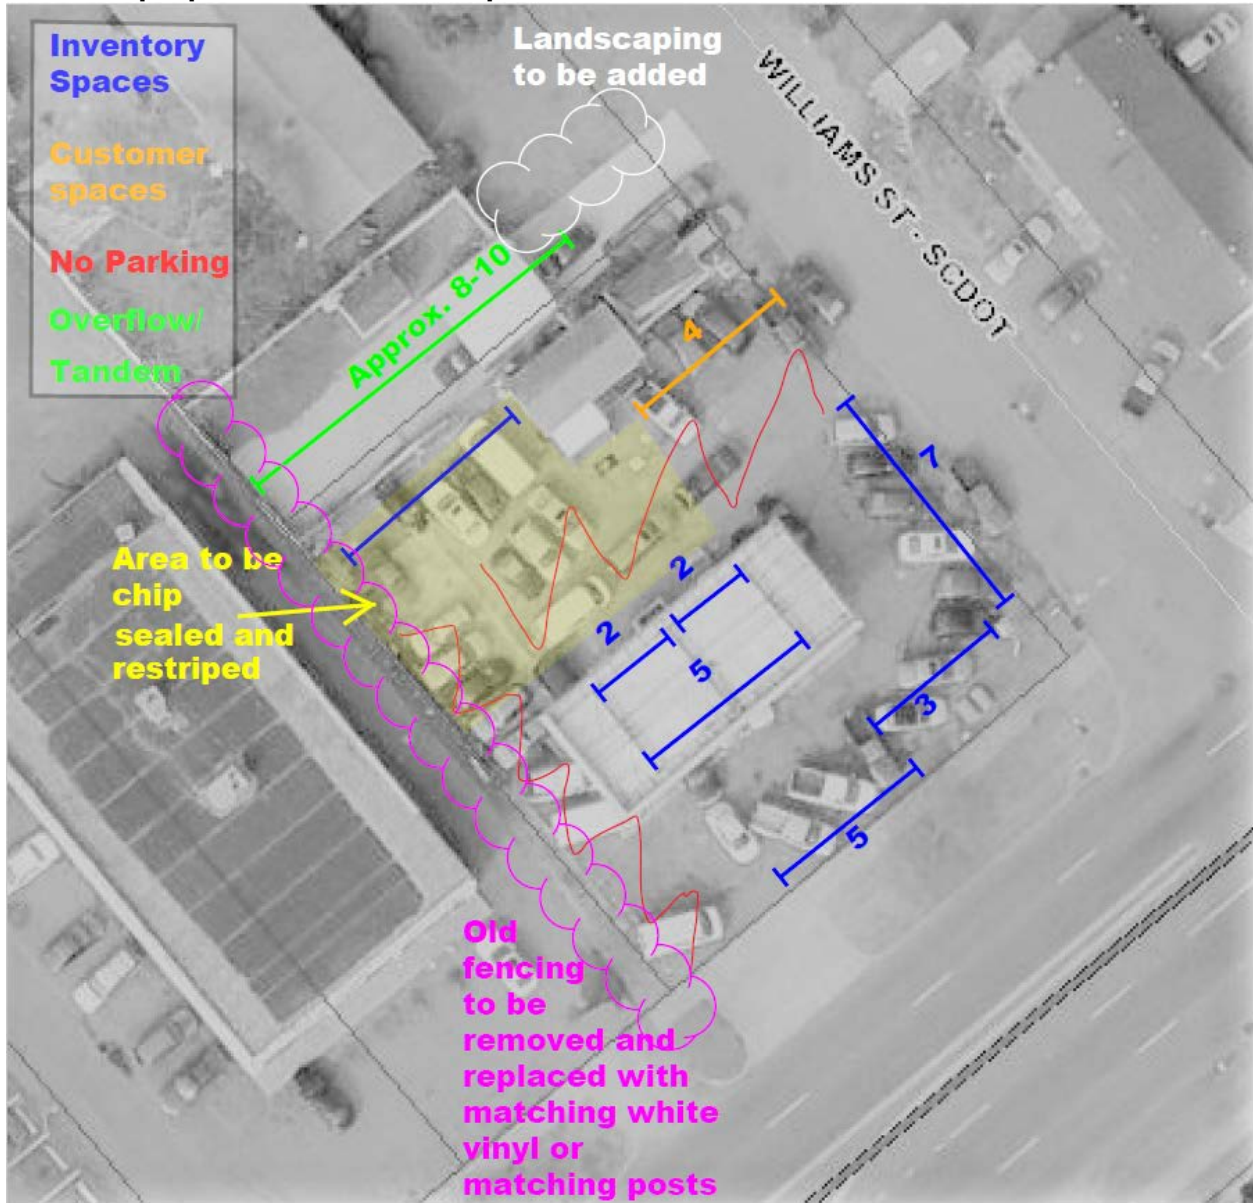 Inventory
Spaces
Customer
spaces
No Parking
Overflow/
Tandem
Landscaping
to be added
WILLIAMS ST - SCDOT
Approx. 8-10
4
7
Area to be
chip
sealed and
restriped
2
2
5
3
5
Old
fencing
to be
removed and
replaced with
matching white
vinyl or
matching posts